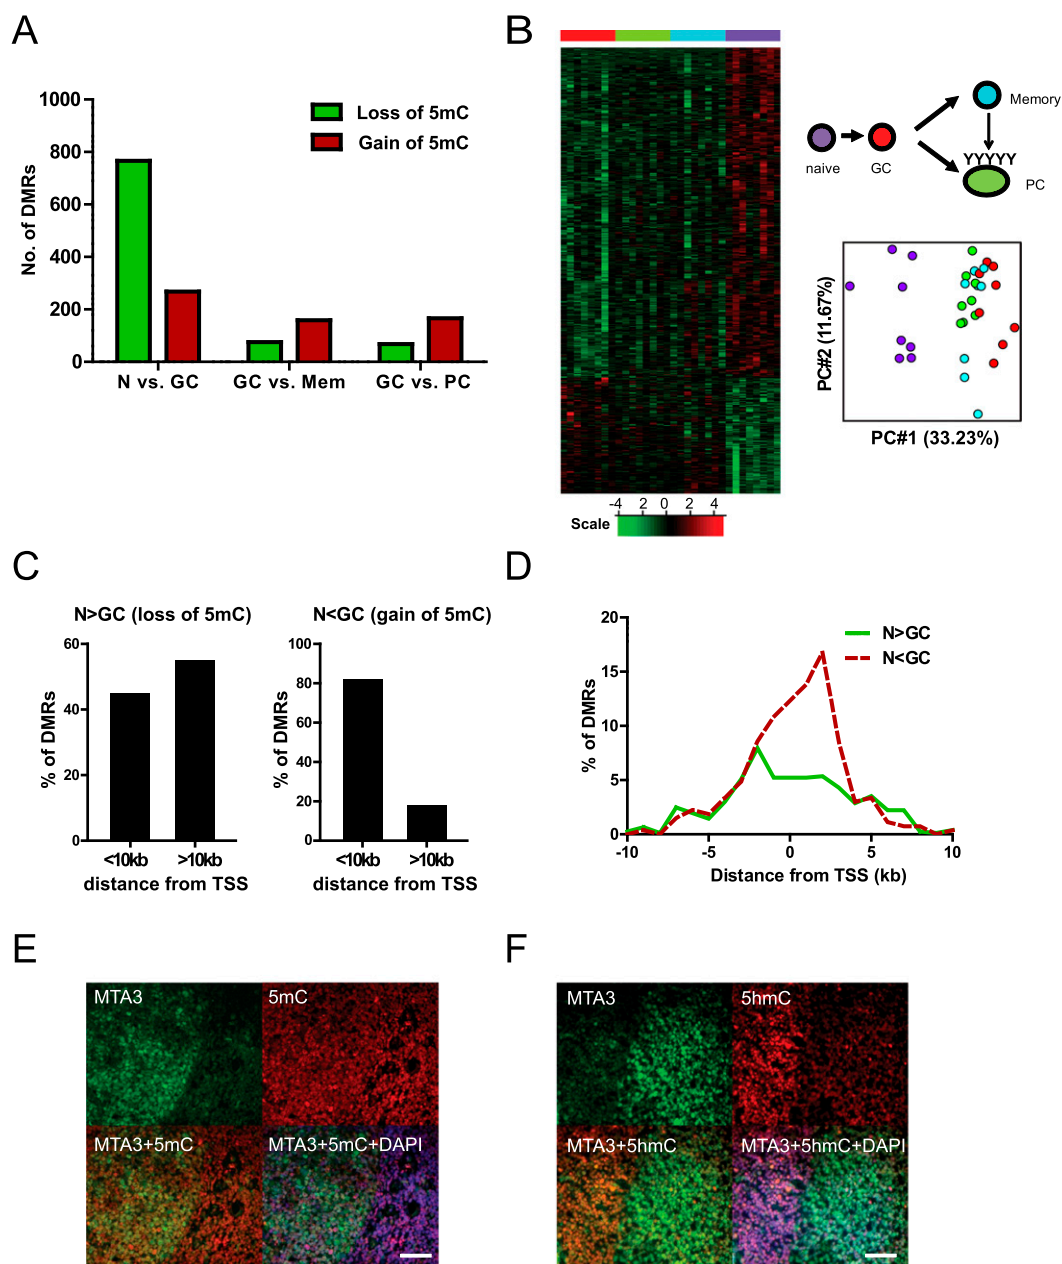 A
1000
800
600
400
200
0
No. of DMRs
Loss of 5mC
Gain of 5mC
N vs. GC
GC vs. Mem
GC vs. PC
B
-4 2 0 2 4
Scale
naive
GC
Memory
YYYYY
PC
PC#2 (11.67%)
PC#1 (33.23%)
C
N>GC (loss of 5mC)
60
40
20
0
% of DMRs
<10kb >10kb
distance from TSS
N<GC (gain of 5mC)
100
80
60
40
20
0
% of DMRs
<10kb >10kb
distance from TSS
D
20
15
10
5
0
% of DMRs
N>GC
N<GC
-10 -5 0 5 10
Distance from TSS (kb)
E
MTA3
5mC
MTA3+5mC
MTA3+5mC+DAPI
F
MTA3
5hmC
MTA3+5hmC
MTA3+5hmC+DAPI